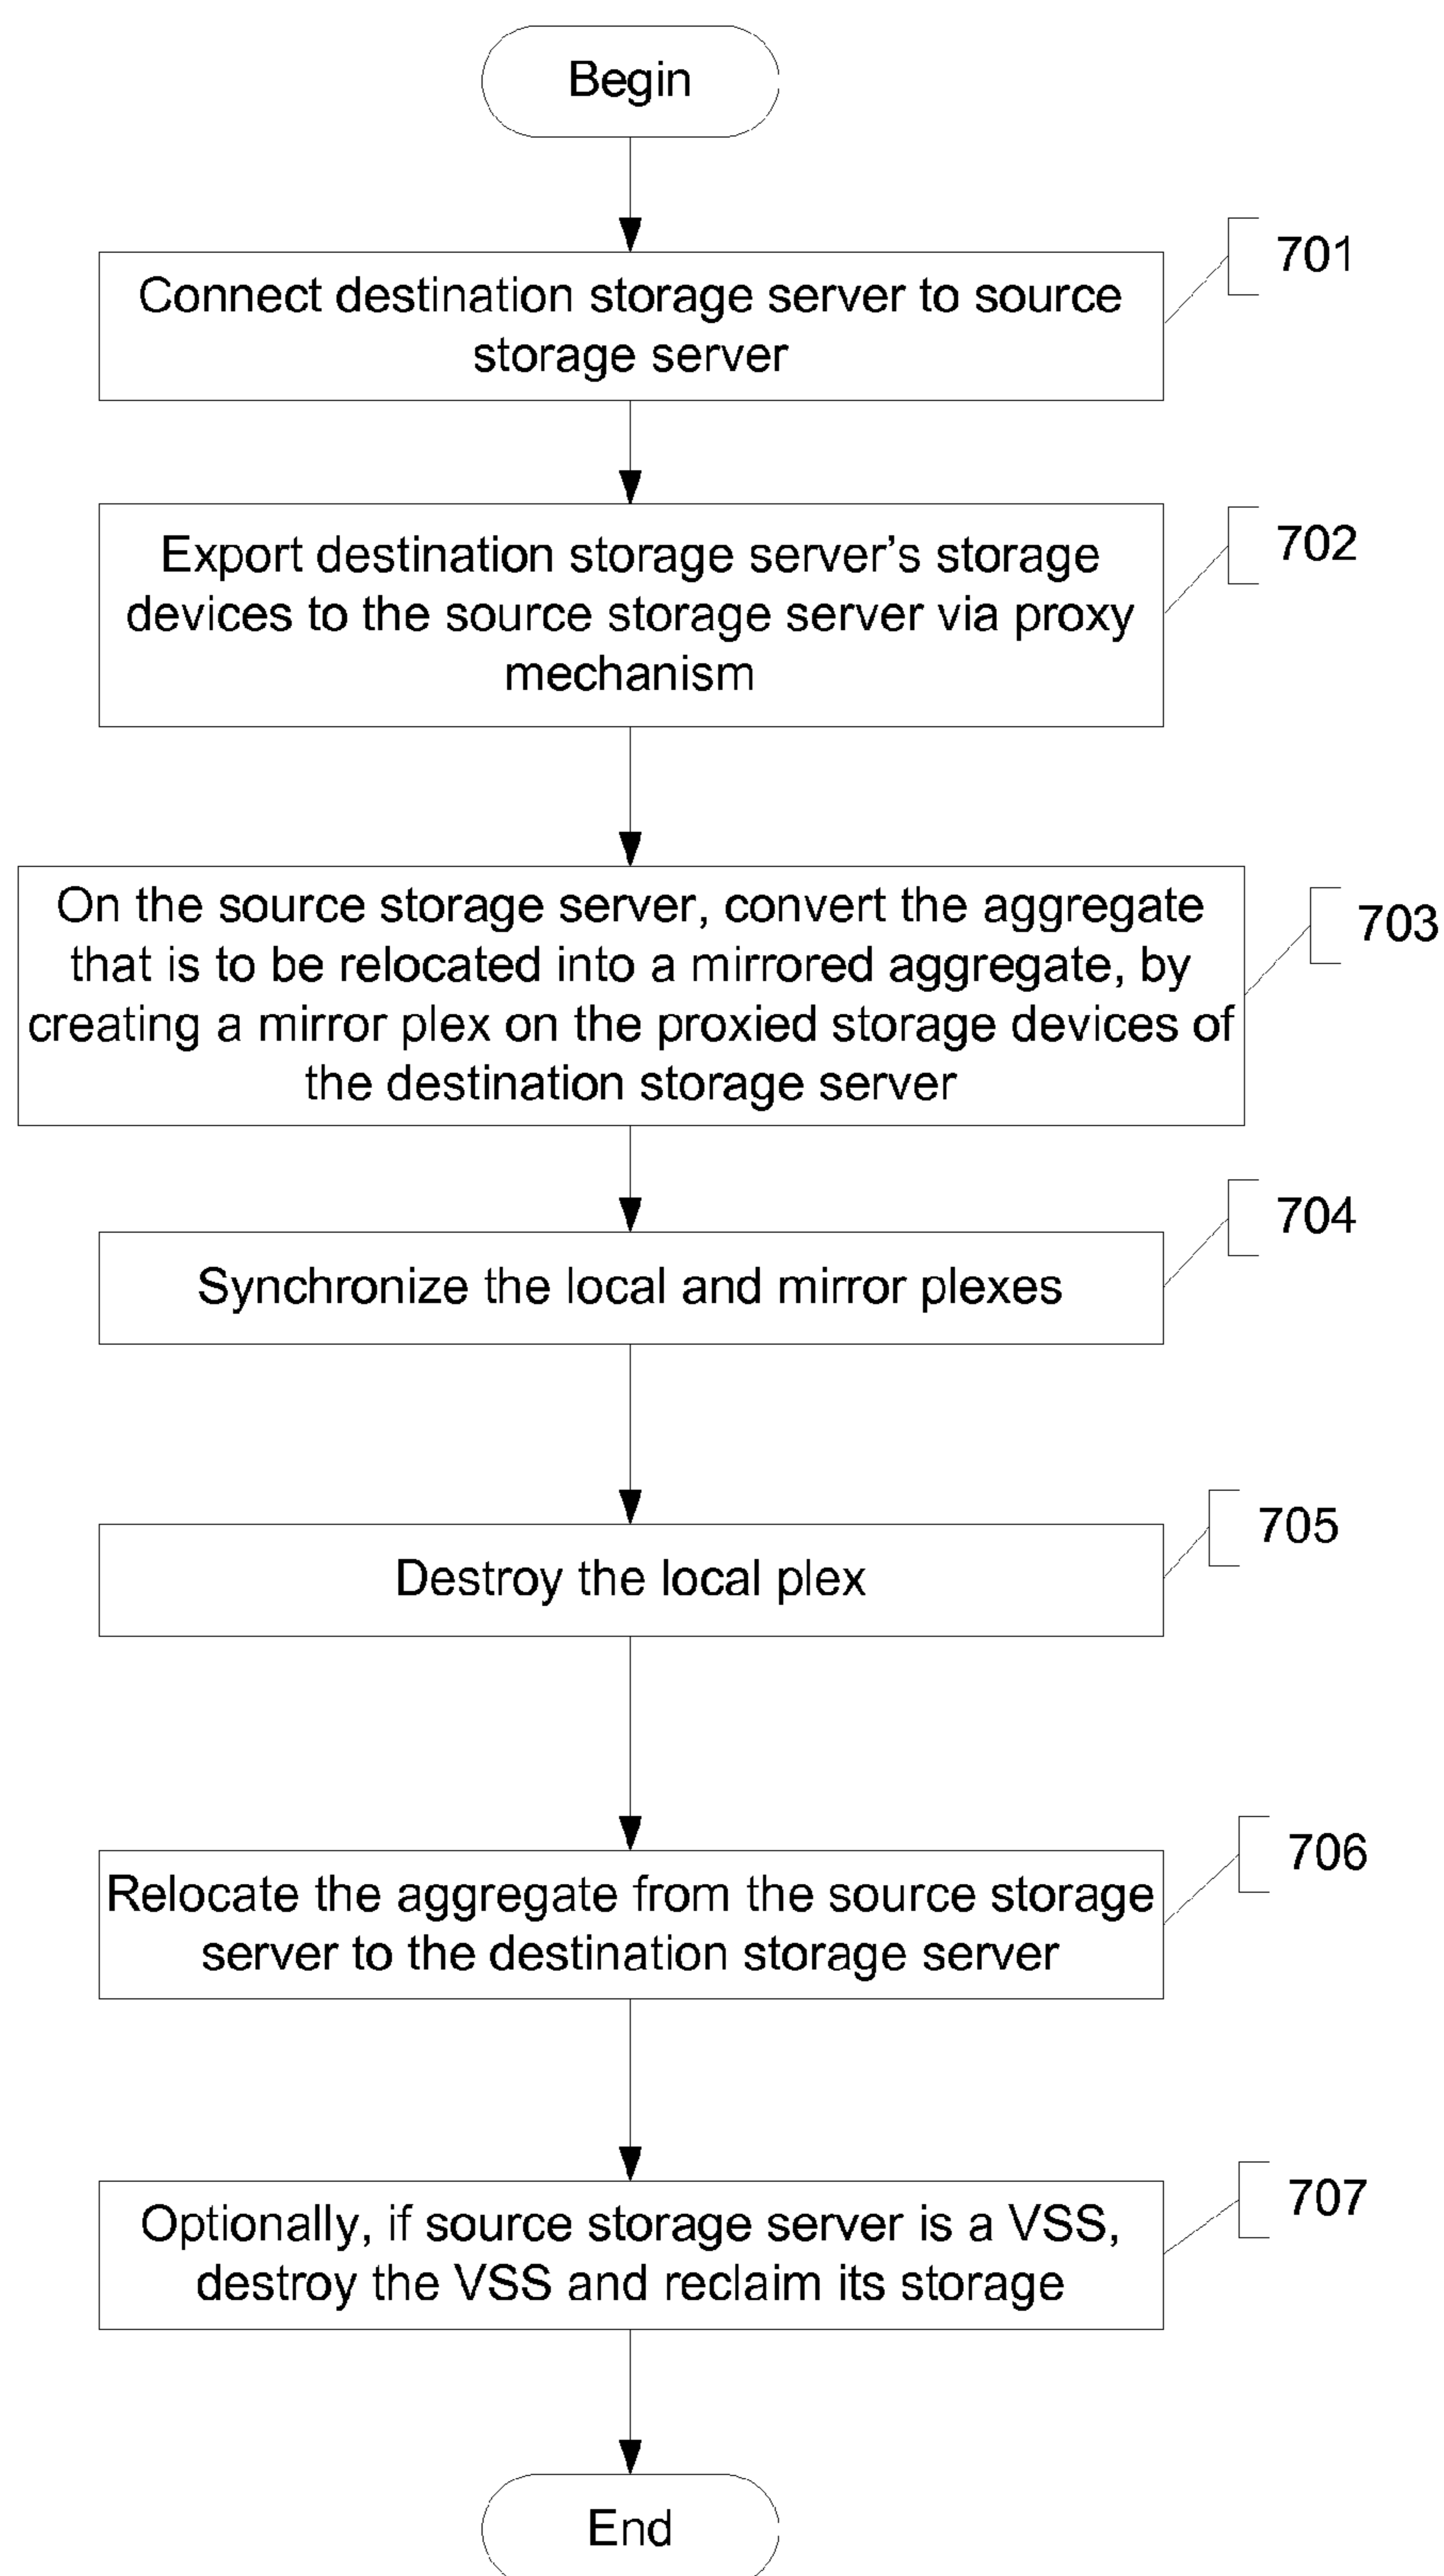 Begin
701
Connect destination storage server to source
storage server
702
Export destination storage server’s storage
devices to the source storage server via proxy
mechanism
703
On the source storage server, convert the aggregate
that is to be relocated into a mirrored aggregate, by
creating a mirror plex on the proxied storage devices of
the destination storage server
704
Synchronize the local and mirror plexes
705
Destroy the local plex
706
Relocate the aggregate from the source storage
server to the destination storage server
707
Optionally, if source storage server is a VSS,
destroy the VSS and reclaim its storage
End